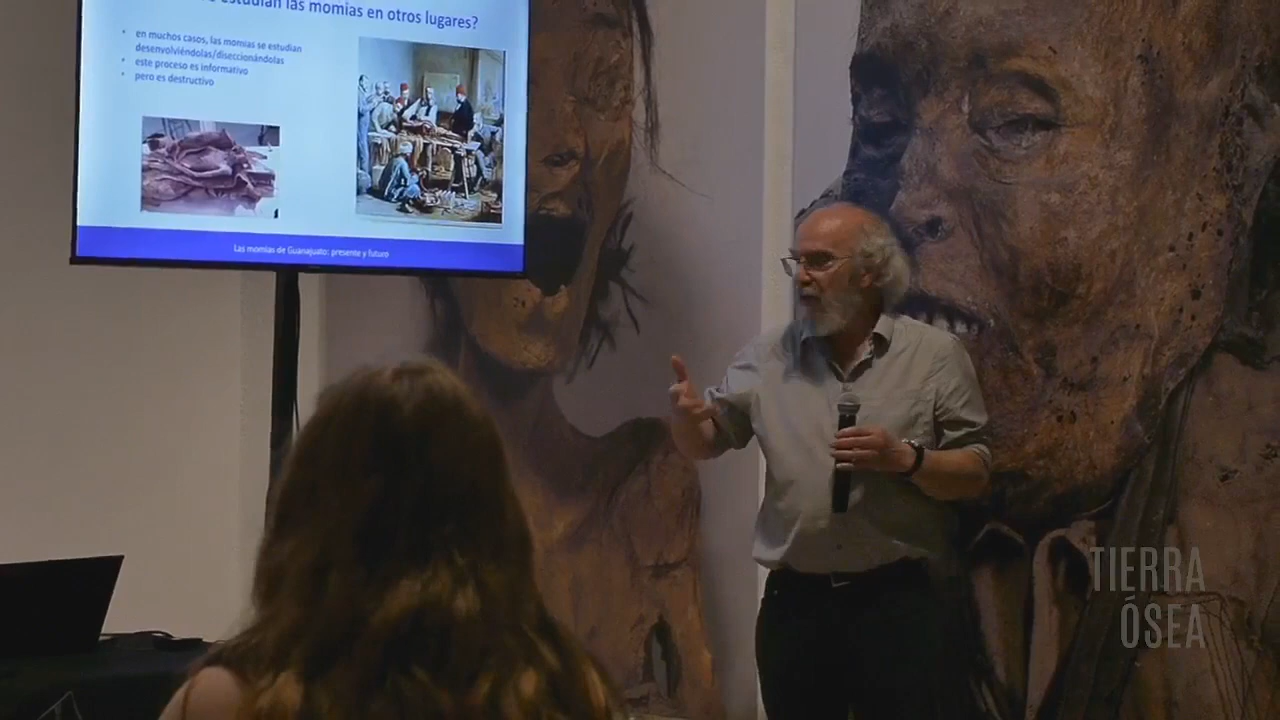 estudian las momias en otros lugares?
• en muchos casos, las momias se estudian
desenvolviéndolas/diseccionándolas
• este proceso es informativo
• pero es destructivo
Las momias de Guanajuato: presente y futuro
TIERRA
ÓSEA